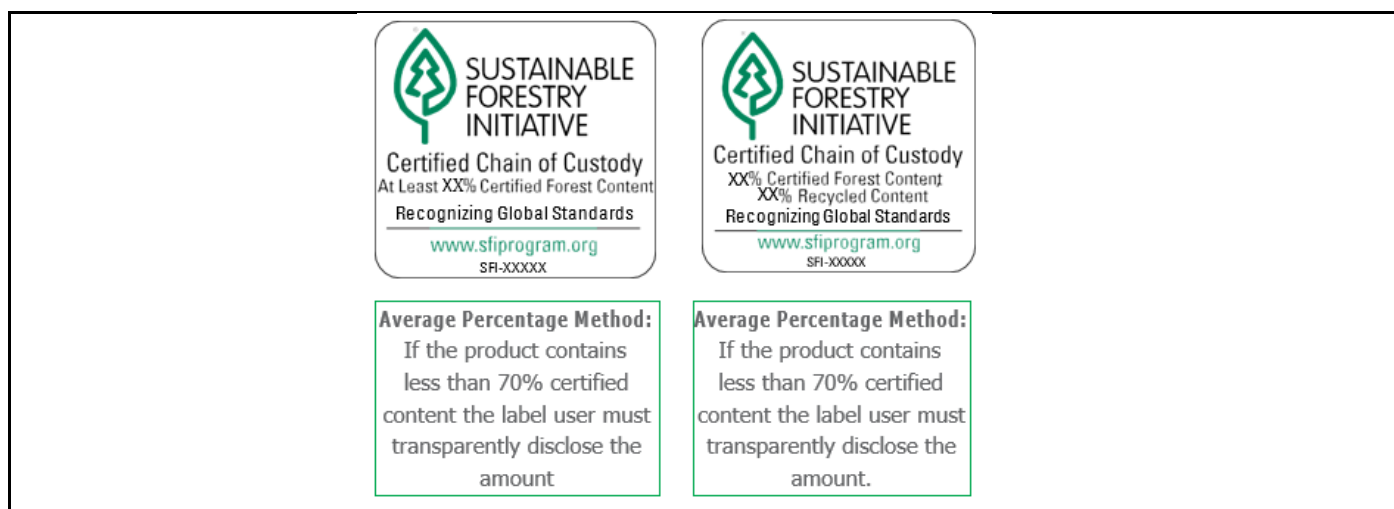 SUSTAINABLE
FORESTRY
INITIATIVE
Certified Chain of Custody
At Least XX% Certified Forest Content
Recognizing Global Standards
www.sfiprogram.org
SFI-XXXXX
SUSTAINABLE
FORESTRY
INITIATIVE
Certified Chain of Custody
XX% Certified Forest Content,
XX% Recycled Content
Recognizing Global Standards
www.sfiprogram.org
SFI-XXXXX
Average Percentage Method:
If the product contains
less than 70% certified
content the label user must
transparently disclose the
amount
Average Percentage Method:
If the product contains
less than 70% certified
content the label user must
transparently disclose the
amount.